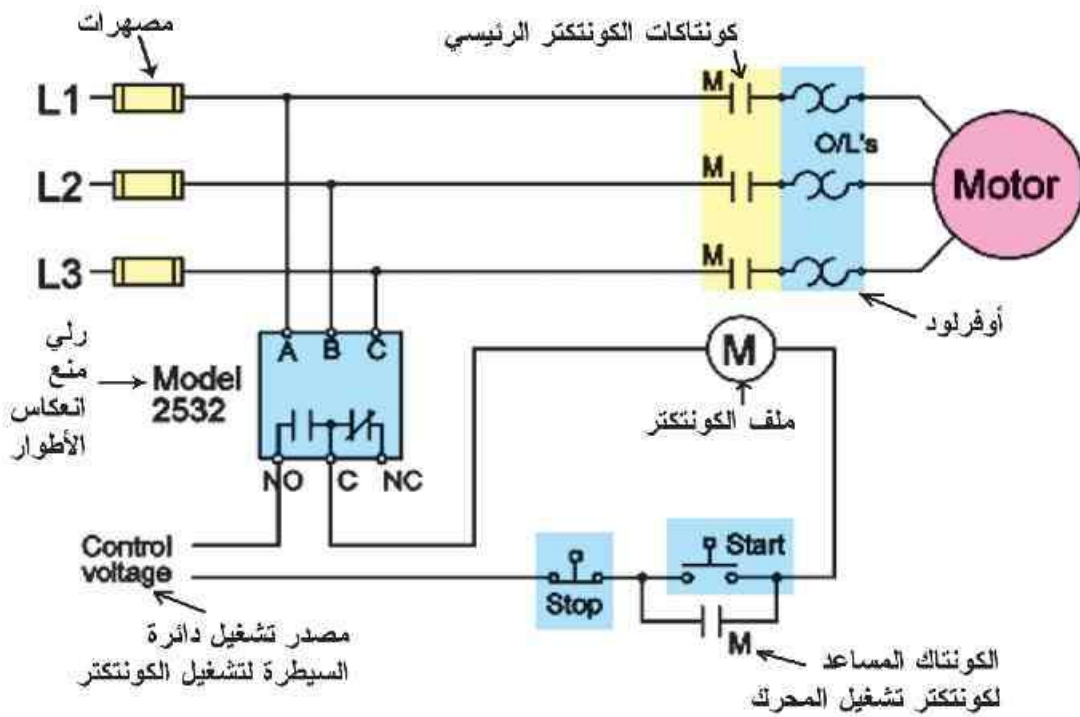 مصهرات
كونتاكات الكونتكتر الرئيسي
L1
M
O/L's
L2
M
Motor
L3
M
أوفرلود
رلي
منع
انعكاس
الأطوار
Model
2532
A B C
M
ملف الكونتكتر
NO C NC
Control
voltage
Start
Stop
M
مصدر تشغيل دائرة
السيطرة لتشغيل الكونتكتر
الكونتاك المساعد
لكونتكتر تشغيل المحرك